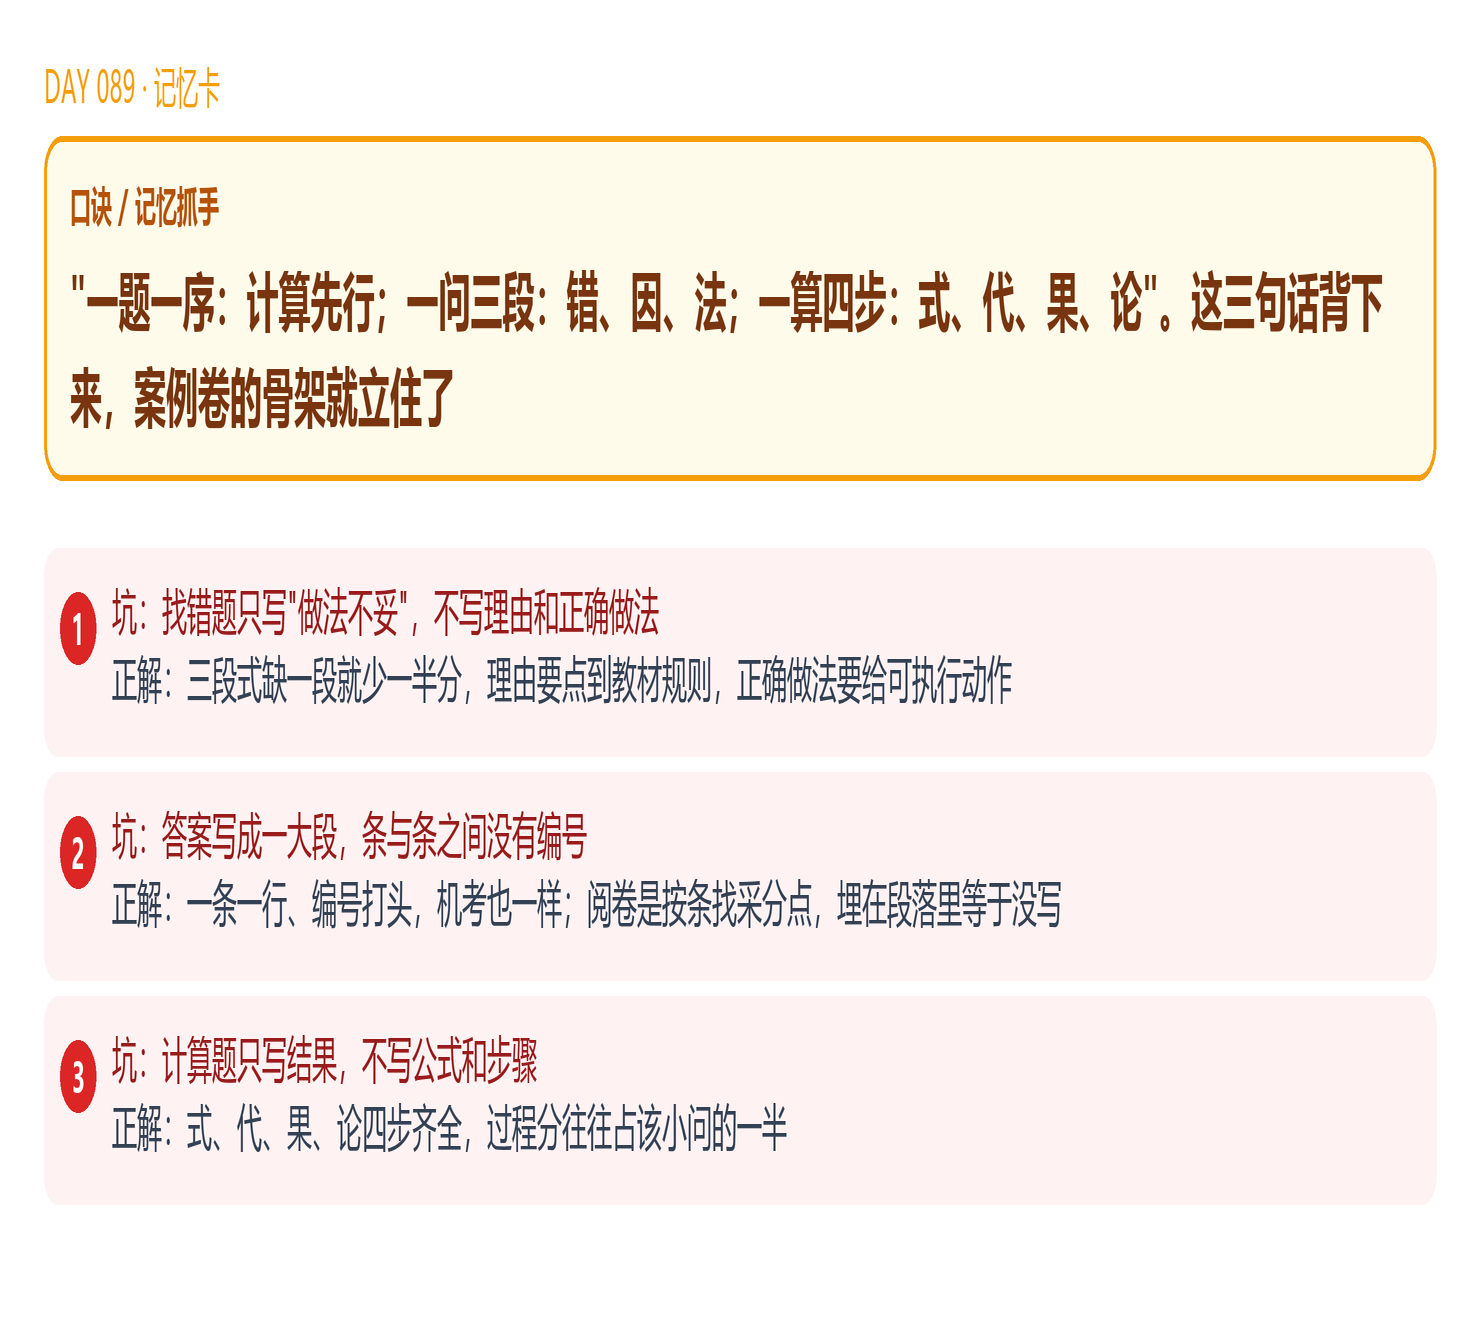 DAY 089 · 记忆卡
口诀 / 记忆抓手
"一题一序：计算先行；一问三段：错、因、法；一算四步：式、代、果、论"。这三句话背下
来，案例卷的骨架就立住了
1
坑：找错题只写"做法不妥"，不写理由和正确做法
正解：三段式缺一段就少一半分，理由要点到教材规则，正确做法要给可执行动作
2
坑：答案写成一大段，条与条之间没有编号
正解：一条一行、编号打头，机考也一样；阅卷是按条找采分点，埋在段落里等于没写
3
坑：计算题只写结果，不写公式和步骤
正解：式、代、果、论四步齐全，过程分往往占该小问的一半